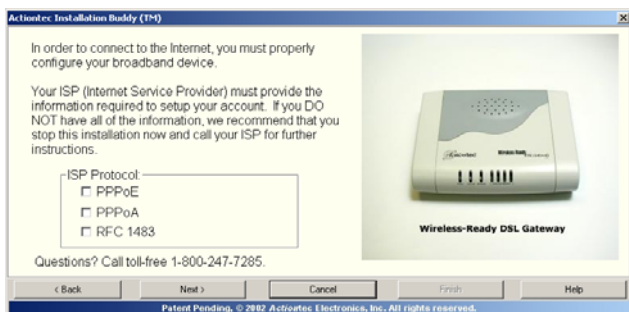 Actiontec Installation Buddy (TM)
In order to connect to the Internet, you must properly
configure your broadband device.
Your ISP (Internet Service Provider) must provide the
information required to setup your account. If you DO
NOT have all of the information, we recommend that you
stop this installation now and call your ISP for further
instructions.
ISP Protocol:
PPPoE
PPPoA
RFC 1483
Questions? Call toll-free 1-800-247-7285.
Actiontec
Wireless-Ready DSL Gateway
< Back
Next >
Cancel
Finish
Help
Patent Pending, © 2002 Actiontec Electronics, Inc. All rights reserved.